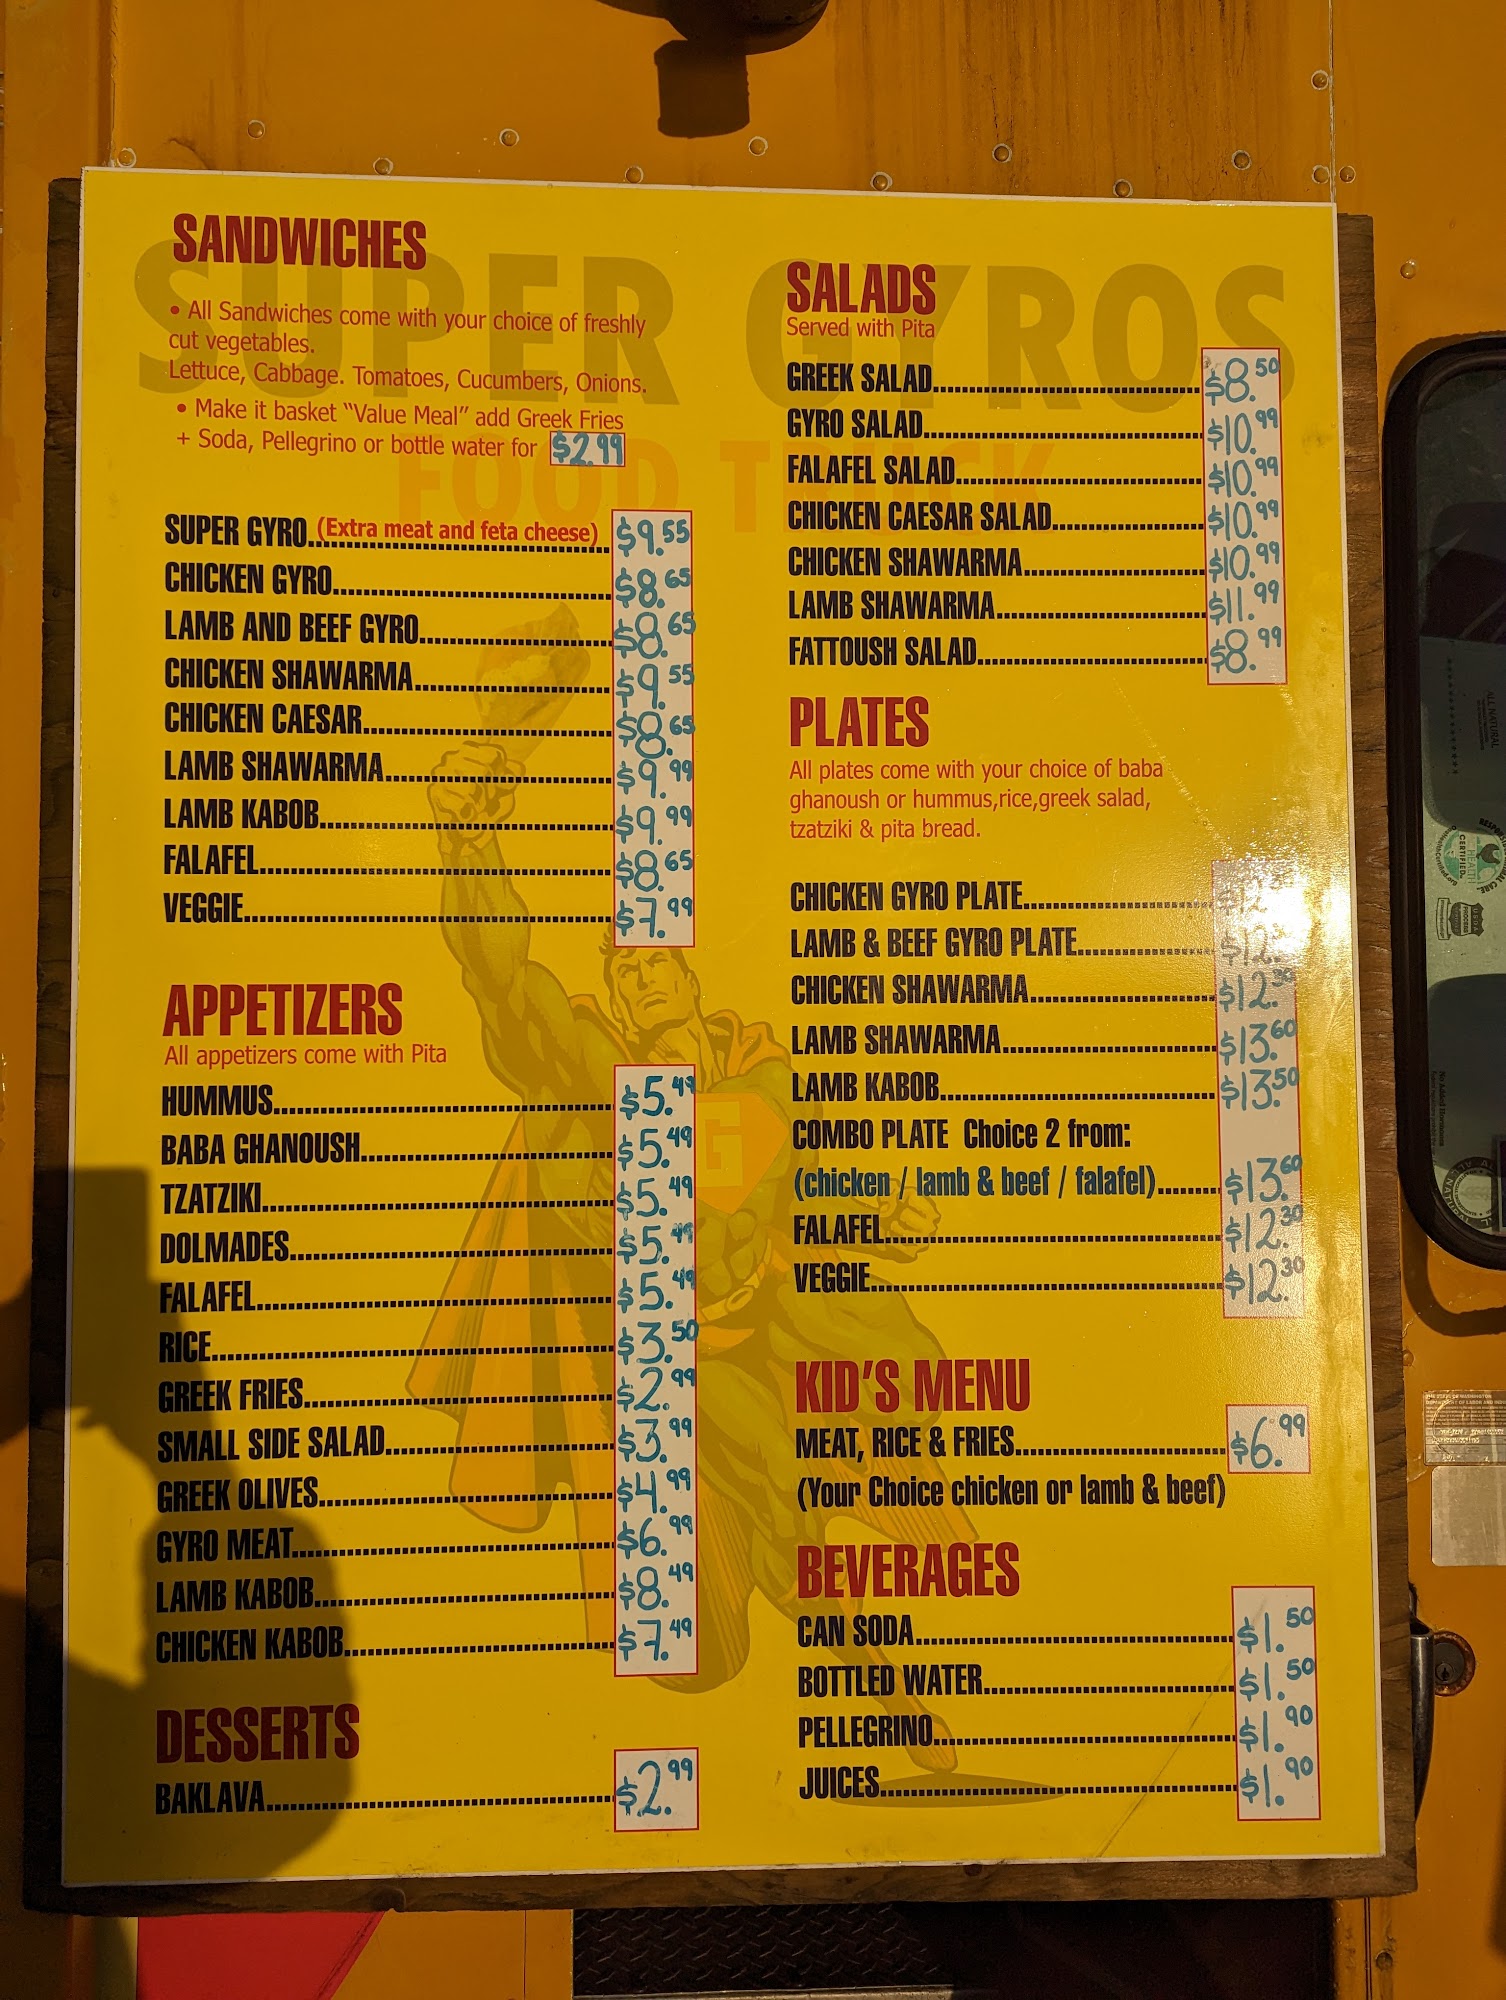 SUPER GYROS
FOOD TRUCK
SANDWICHES
• All Sandwiches come with your choice of freshly
cut vegetables.
Lettuce, Cabbage. Tomatoes, Cucumbers, Onions.
• Make it basket “Value Meal” add Greek Fries
+ Soda, Pellegrino or bottle water for $2.99
SUPER GYRO (Extra meat and feta cheese) $9.55
CHICKEN GYRO $8.65
LAMB AND BEEF GYRO $8.65
CHICKEN SHAWARMA $9.55
CHICKEN CAESAR $8.65
LAMB SHAWARMA $9.99
LAMB KABOB $9.99
FALAFEL $8.65
VEGGIE $7.99
APPETIZERS
All appetizers come with Pita
HUMMUS $5.49
BABA GHANOUSH $5.49
TZATZIKI $5.49
DOLMADES $5.49
FALAFEL $5.49
RICE $3.50
GREEK FRIES $2.99
SMALL SIDE SALAD $3.99
GREEK OLIVES $4.99
GYRO MEAT $6.99
LAMB KABOB $8.49
CHICKEN KABOB $7.49
DESSERTS
BAKLAVA $2.99
SALADS
Served with Pita
GREEK SALAD $8.50
GYRO SALAD $10.99
FALAFEL SALAD $10.99
CHICKEN CAESAR SALAD $10.99
CHICKEN SHAWARMA $10.99
LAMB SHAWARMA $11.99
FATTOUSH SALAD $8.99
PLATES
All plates come with your choice of baba
ghanoush or hummus,rice,greek salad,
tzatziki & pita bread.
CHICKEN GYRO PLATE
LAMB & BEEF GYRO PLATE
CHICKEN SHAWARMA $12.30
LAMB SHAWARMA $13.60
LAMB KABOB $13.50
COMBO PLATE Choice 2 from:
(chicken / lamb & beef / falafel) $13.60
FALAFEL $12.30
VEGGIE $12.30
KID’S MENU
MEAT, RICE & FRIES $6.99
(Your Choice chicken or lamb & beef)
BEVERAGES
CAN SODA $1.50
BOTTLED WATER $1.50
PELLEGRINO $1.90
JUICES $1.90
G
ALL NATURAL
CERTIFIED